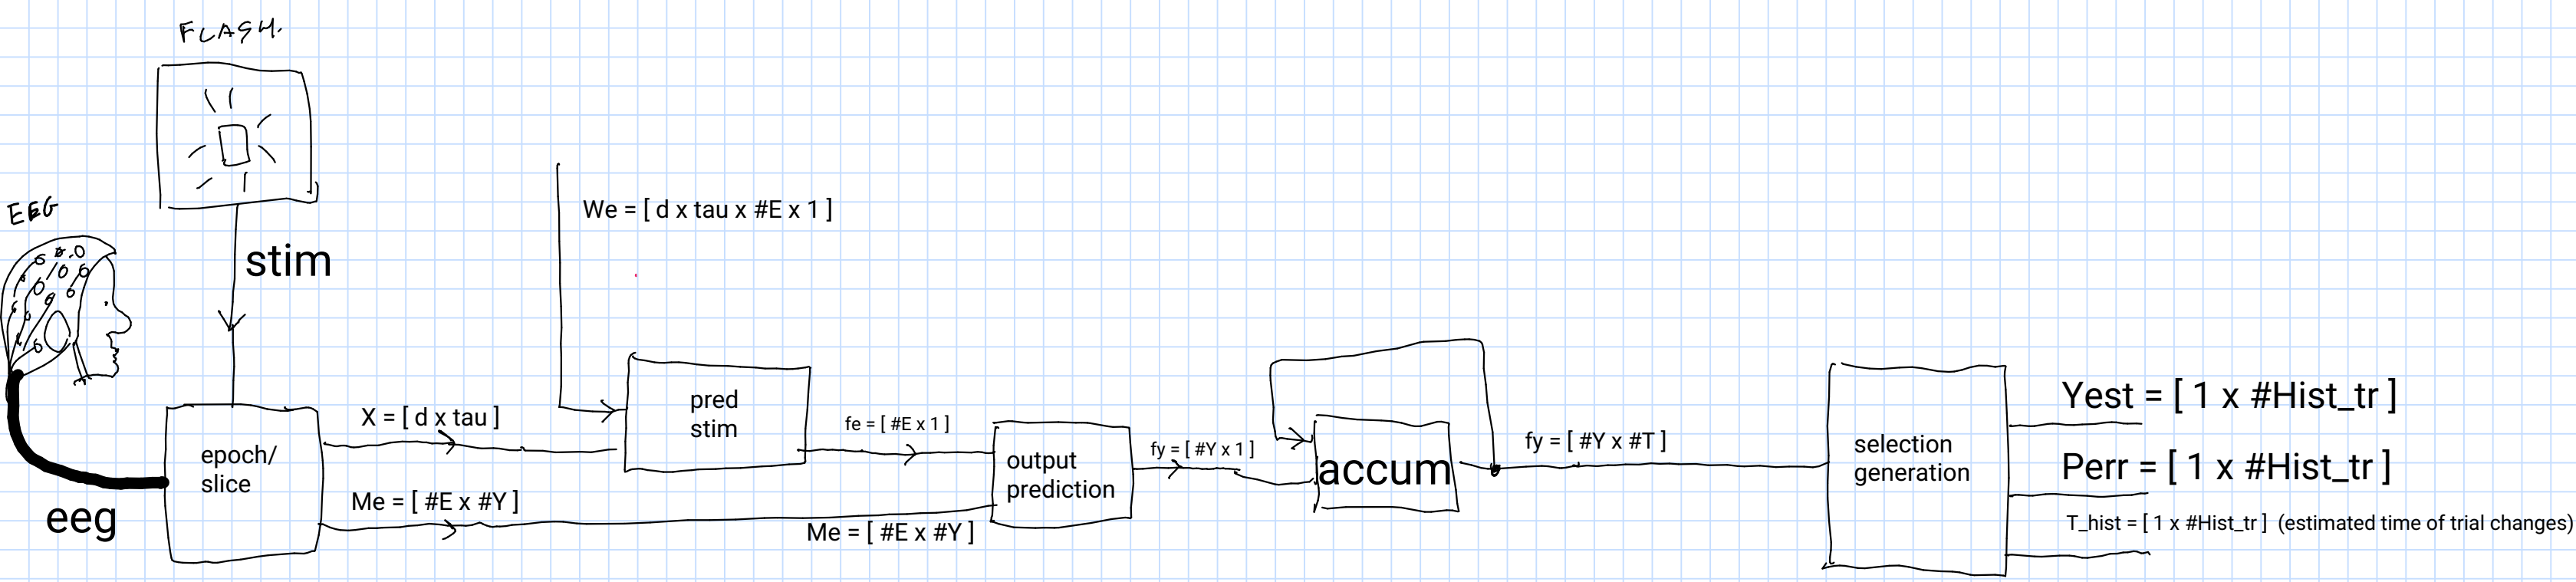 FLASH.
EEG
stim
eeg
epoch/
slice
X = [ d x tau ]
Me = [ #E x #Y ]
We = [ d x tau x #E x 1 ]
pred
stim
fe = [ #E x 1 ]
Me = [ #E x #Y ]
output
prediction
fy = [ #Y x 1 ]
accum
fy = [ #Y x #T ]
selection
generation
Yest = [ 1 x #Hist_tr ]
Perr = [ 1 x #Hist_tr ]
T_hist = [ 1 x #Hist_tr ] (estimated time of trial changes)